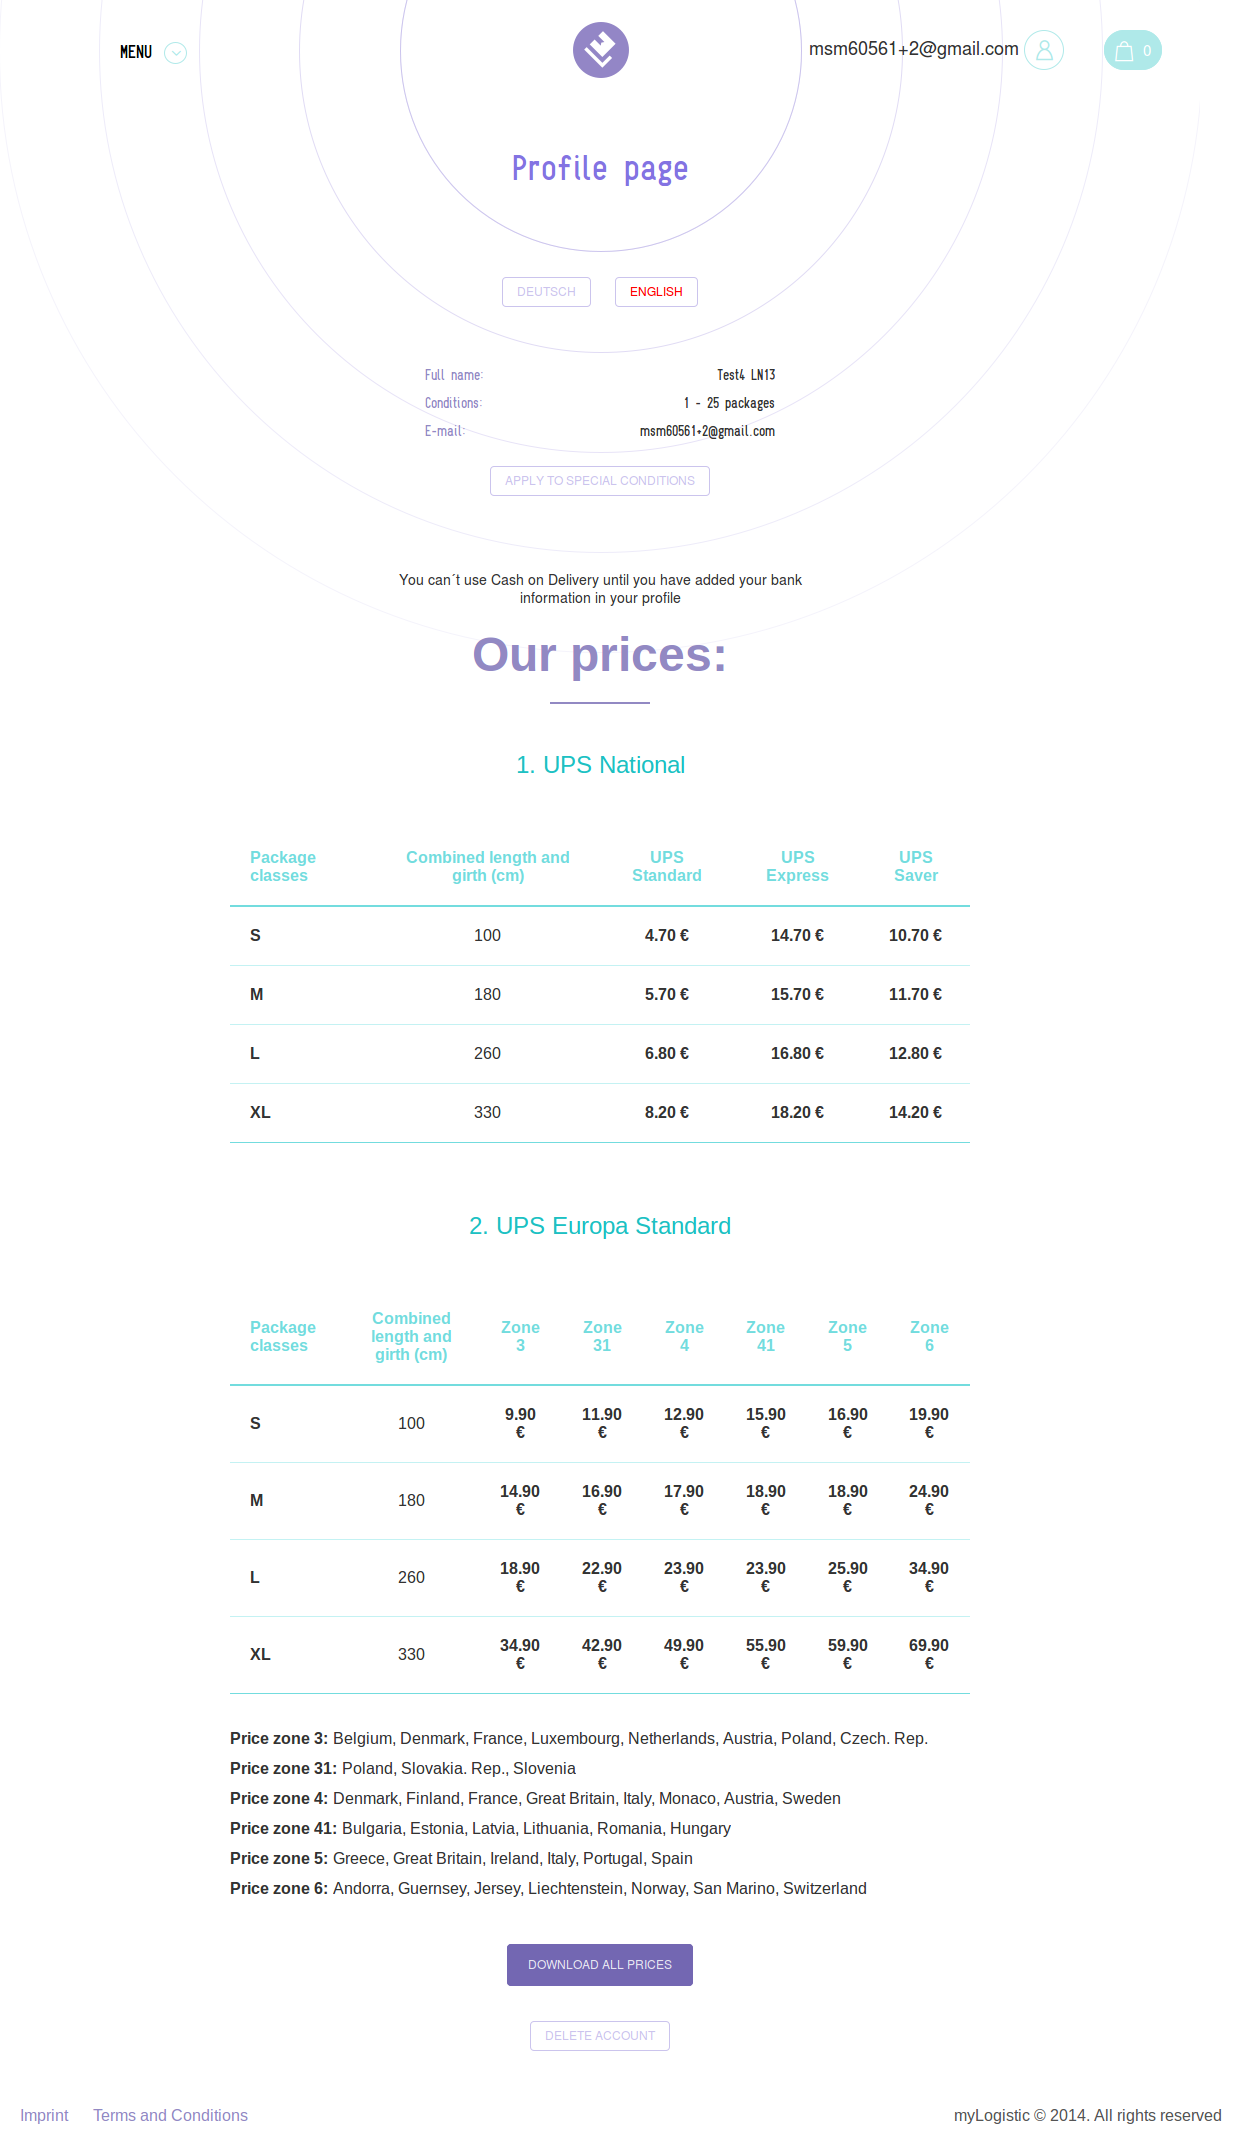 MENU
msm60561+2@gmail.com
0
Profile page
DEUTSCH ENGLISH
Full name: Test4 LN13
Conditions: 1 - 25 packages
E-mail: msm60561+2@gmail.com
APPLY TO SPECIAL CONDITIONS
You can´t use Cash on Delivery until you have added your bank
information in your profile
Our prices:
1. UPS National
Package Combined length and UPS UPS UPS
classes girth (cm) Standard Express Saver
S 100 4.70 € 14.70 € 10.70 €
M 180 5.70 € 15.70 € 11.70 €
L 260 6.80 € 16.80 € 12.80 €
XL 330 8.20 € 18.20 € 14.20 €
2. UPS Europa Standard
Package classes Combined length and girth (cm) Zone 3 Zone 31 Zone 4 Zone 41 Zone 5 Zone 6
S 100 9.90 € 11.90 € 12.90 € 15.90 € 16.90 € 19.90 €
M 180 14.90 € 16.90 € 17.90 € 18.90 € 18.90 € 24.90 €
L 260 18.90 € 22.90 € 23.90 € 23.90 € 25.90 € 34.90 €
XL 330 34.90 € 42.90 € 49.90 € 55.90 € 59.90 € 69.90 €
Price zone 3: Belgium, Denmark, France, Luxembourg, Netherlands, Austria, Poland, Czech. Rep.
Price zone 31: Poland, Slovakia. Rep., Slovenia
Price zone 4: Denmark, Finland, France, Great Britain, Italy, Monaco, Austria, Sweden
Price zone 41: Bulgaria, Estonia, Latvia, Lithuania, Romania, Hungary
Price zone 5: Greece, Great Britain, Ireland, Italy, Portugal, Spain
Price zone 6: Andorra, Guernsey, Jersey, Liechtenstein, Norway, San Marino, Switzerland
DOWNLOAD ALL PRICES
DELETE ACCOUNT
Imprint Terms and Conditions myLogistic © 2014. All rights reserved